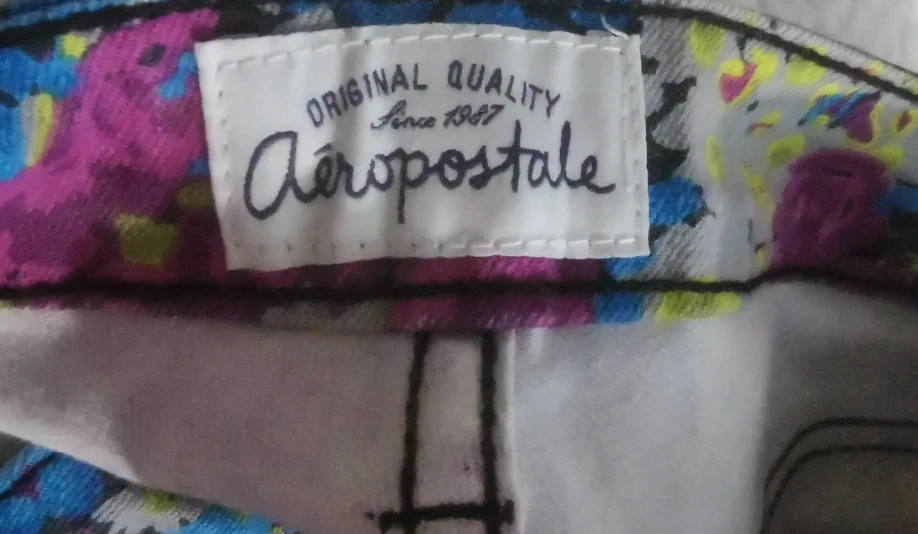 ORIGINAL QUALITY
Since 1987
Aéropostale